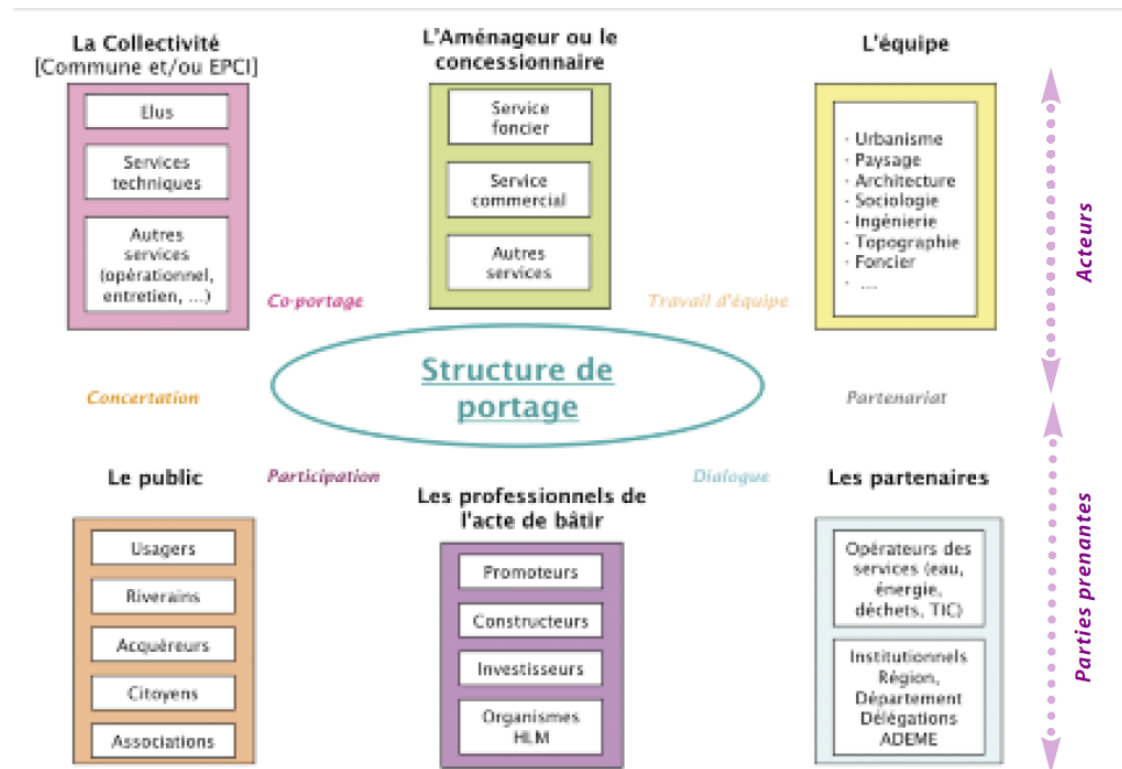 La Collectivité
[Commune et/ou EPCI]
Elus
Services
techniques
Autres
services
(opérationnel,
entretien, ...)
L'Aménageur ou le
concessionnaire
Service
foncier
Service
commercial
Autres
services
L'équipe
· Urbanisme
· Paysage
· Architecture
· Sociologie
· Ingénierie
· Topographie
· Foncier
· ....
Acteurs
Co-portage
Travail d'équipe
Concertation
Structure de
portage
Partenariat
Participation
Dialogue
Le public
Usagers
Riverains
Acquéreurs
Citoyens
Associations
Les professionnels de
l'acte de bâtir
Promoteurs
Constructeurs
Investisseurs
Organismes
HLM
Les partenaires
Opérateurs des
services (eau,
énergie,
déchets, TIC)
Institutionnels
Région,
Département
Délégations
ADEME
Parties prenantes